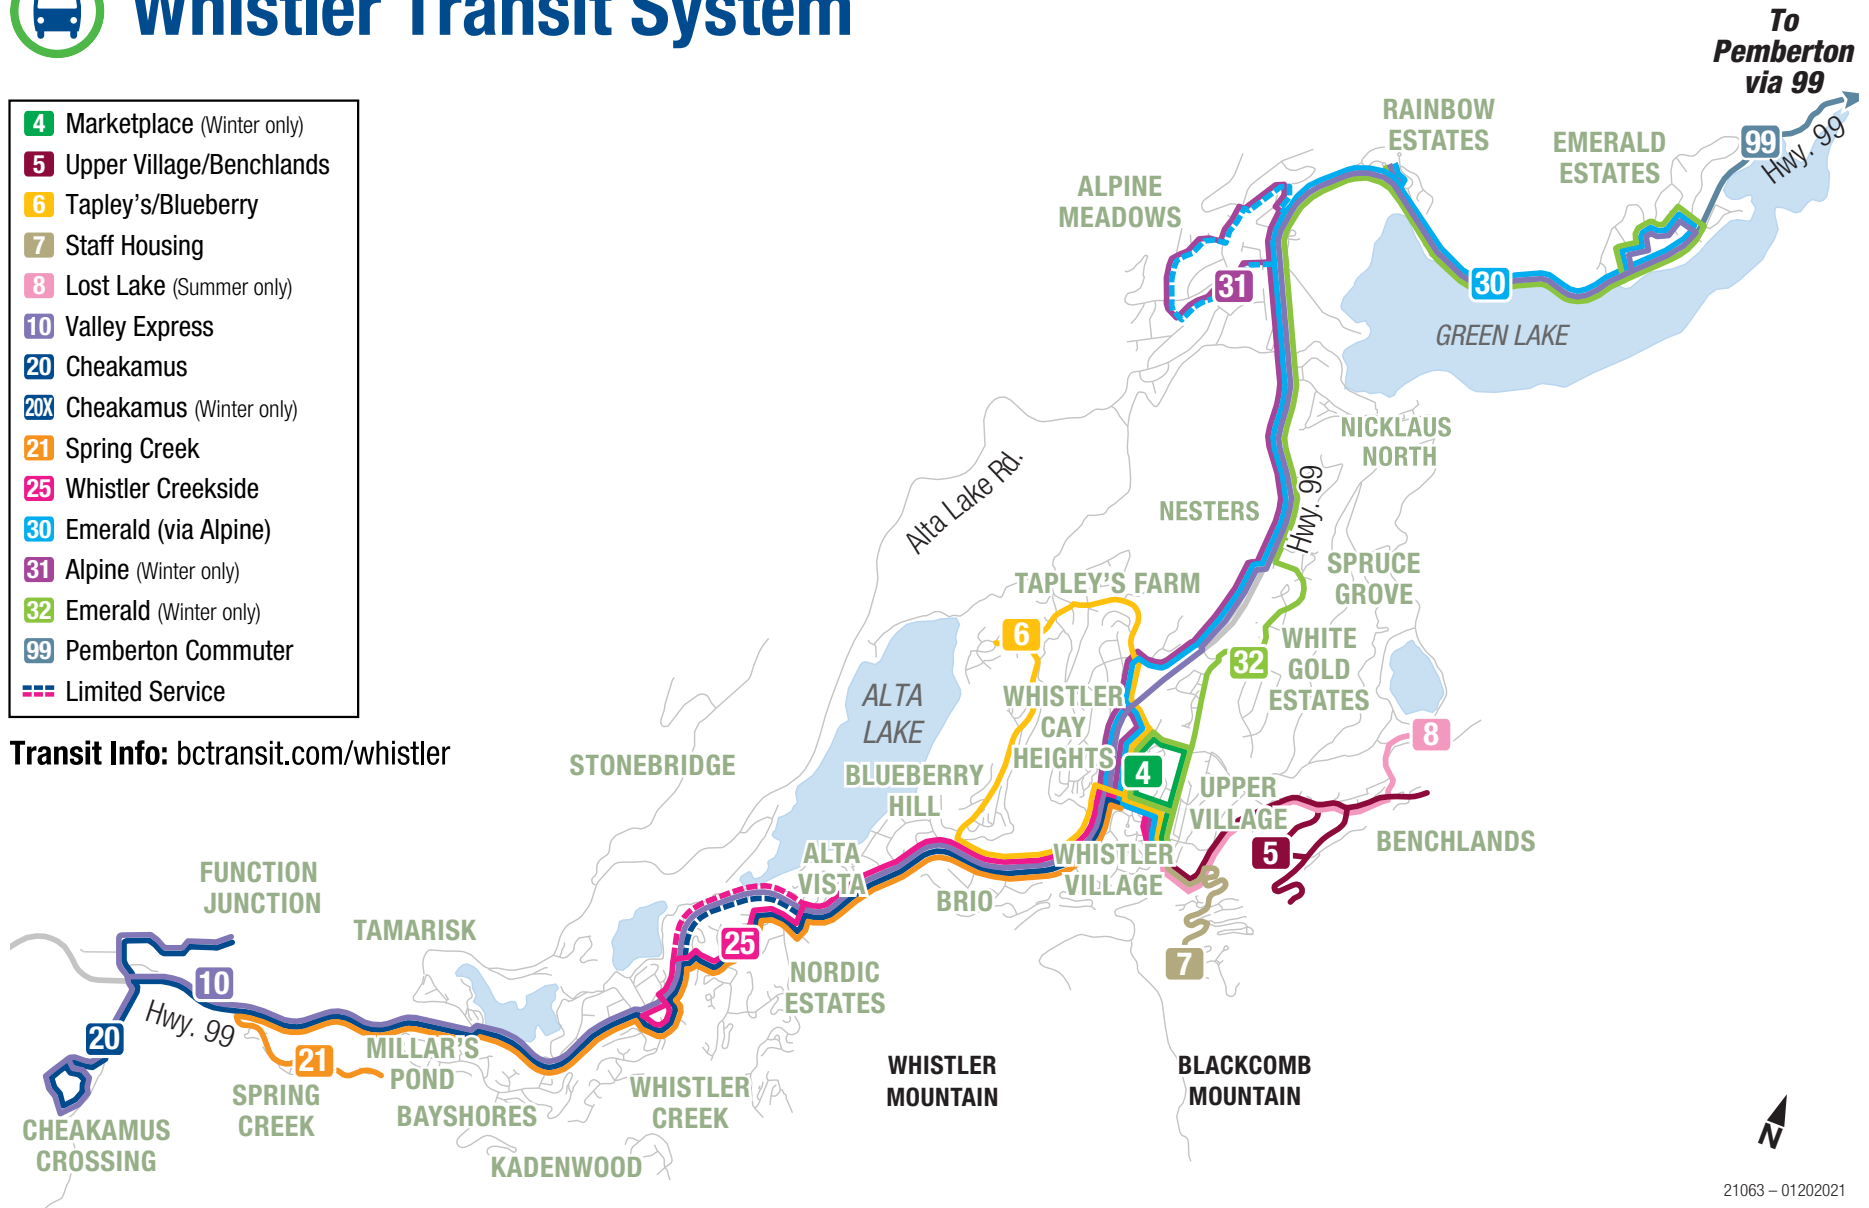 Whistler Transit System
To
Pemberton
via 99
4 Marketplace (Winter only)
5 Upper Village/Benchlands
6 Tapley's/Blueberry
7 Staff Housing
8 Lost Lake (Summer only)
10 Valley Express
20 Cheakamus
20X Cheakamus (Winter only)
21 Spring Creek
25 Whistler Creekside
30 Emerald (via Alpine)
31 Alpine (Winter only)
32 Emerald (Winter only)
99 Pemberton Commuter
Limited Service
Transit Info: bctransit.com/whistler
RAINBOW
ESTATES
EMERALD
ESTATES
99
Hwy. 99
ALPINE
MEADOWS
31
30
GREEN LAKE
NICKLAUS
NORTH
Alta Lake Rd.
NESTERS
Hwy. 99
SPRUCE
GROVE
TAPLEY'S FARM
6
WHITE
GOLD
ESTATES
32
ALTA
LAKE
WHISTLER
CAY
HEIGHTS
8
STONEBRIDGE
BLUEBERRY
HILL
4
UPPER
VILLAGE
BENCHLANDS
5
ALTA
VISTA
WHISTLER
VILLAGE
FUNCTION
JUNCTION
BRIO
TAMARISK
25
7
10
NORDIC
ESTATES
Hwy. 99
20
21
MILLAR'S
POND
SPRING
CREEK
BAYSHORES
WHISTLER
CREEK
WHISTLER
MOUNTAIN
BLACKCOMB
MOUNTAIN
CHEAKAMUS
CROSSING
KADENWOOD
N
21063 – 01202021